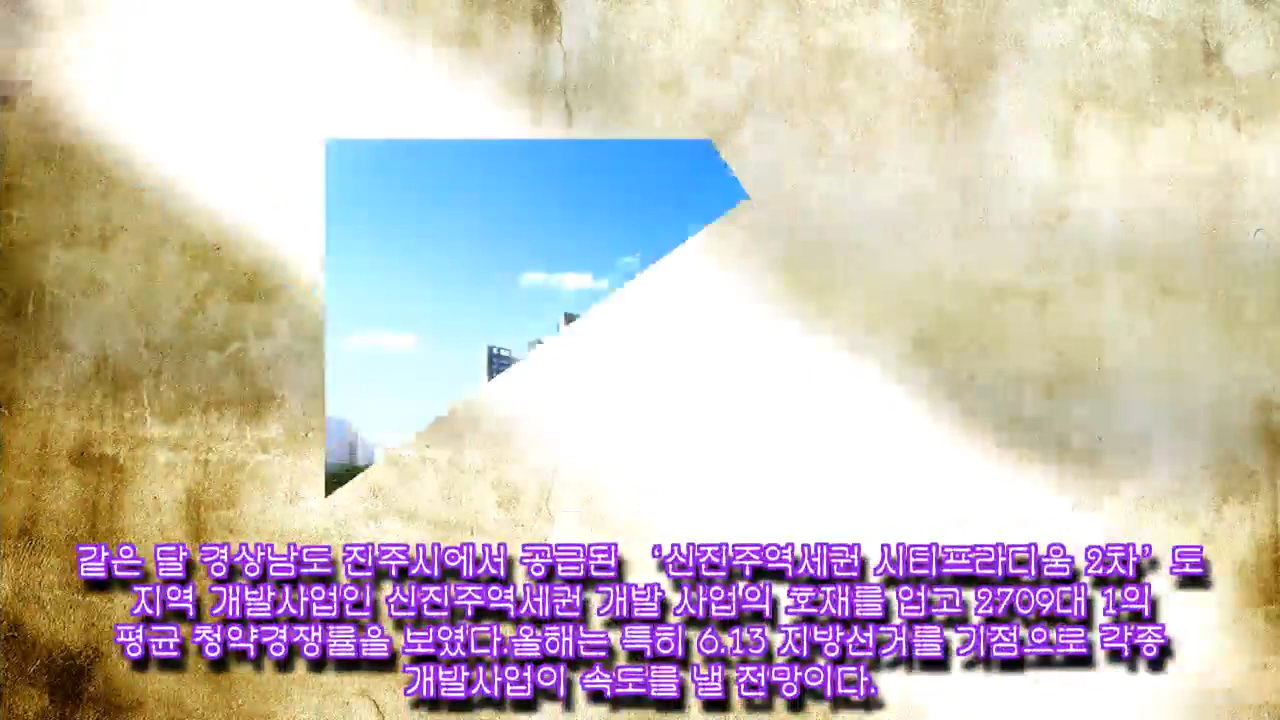 같은 달 경상남도 진주시에서 공급된 ‘신진주역세권 시티프라디움 2차’ 도
지역 개발사업인 신진주역세권 개발 사업의 호재를 업고 2709대 1의
평균 청약경쟁률을 보였다.올해는 특히 6.13 지방선거를 기점으로 각종
개발사업이 속도를 낼 전망이다.